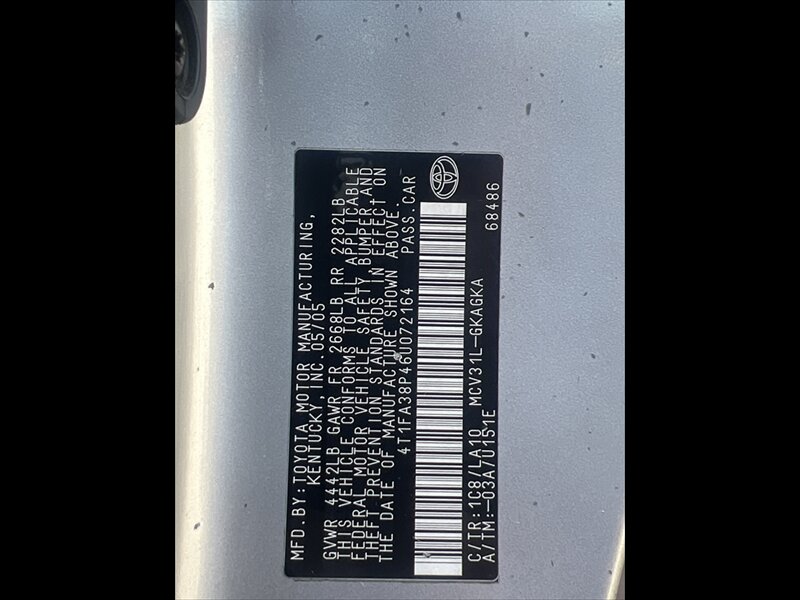 MFD.BY:TOYOTA MOTOR MANUFACTURING,
KENTUCKY,INC.05/05
GVWR 4442LB GAWR FR 2668LB RR 2282LB
THIS VEHICLE CONFORMS TO ALL APPLICABLE
FEDERAL MOTOR VEHICLE SAFETY,BUMPER,AND
THEFT PREVENTION STANDARDS IN EFFECT ON
THE DATE OF MANUFACTURE SHOWN ABOVE.
4T1FA38P46U072164 PASS.CAR
C/TR:1C8/LA10 MCV31L-GKAGKA 68486
A/TM:-03A/U151E